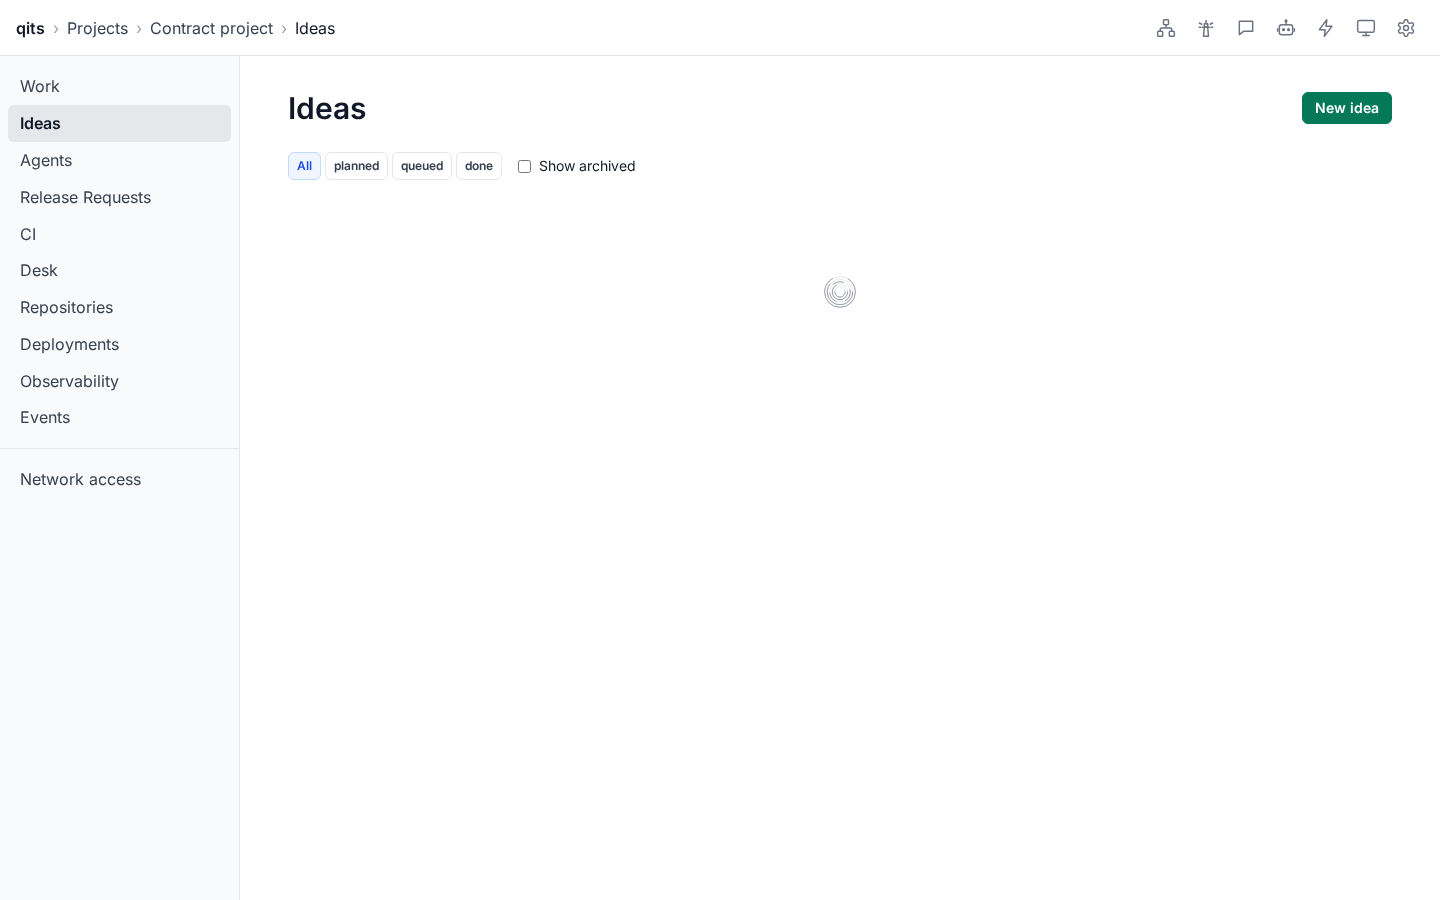 qits › Projects › Contract project › Ideas
Work
Ideas
Agents
Release Requests
CI
Desk
Repositories
Deployments
Observability
Events
Network access
Ideas
New idea
All planned queued done Show archived